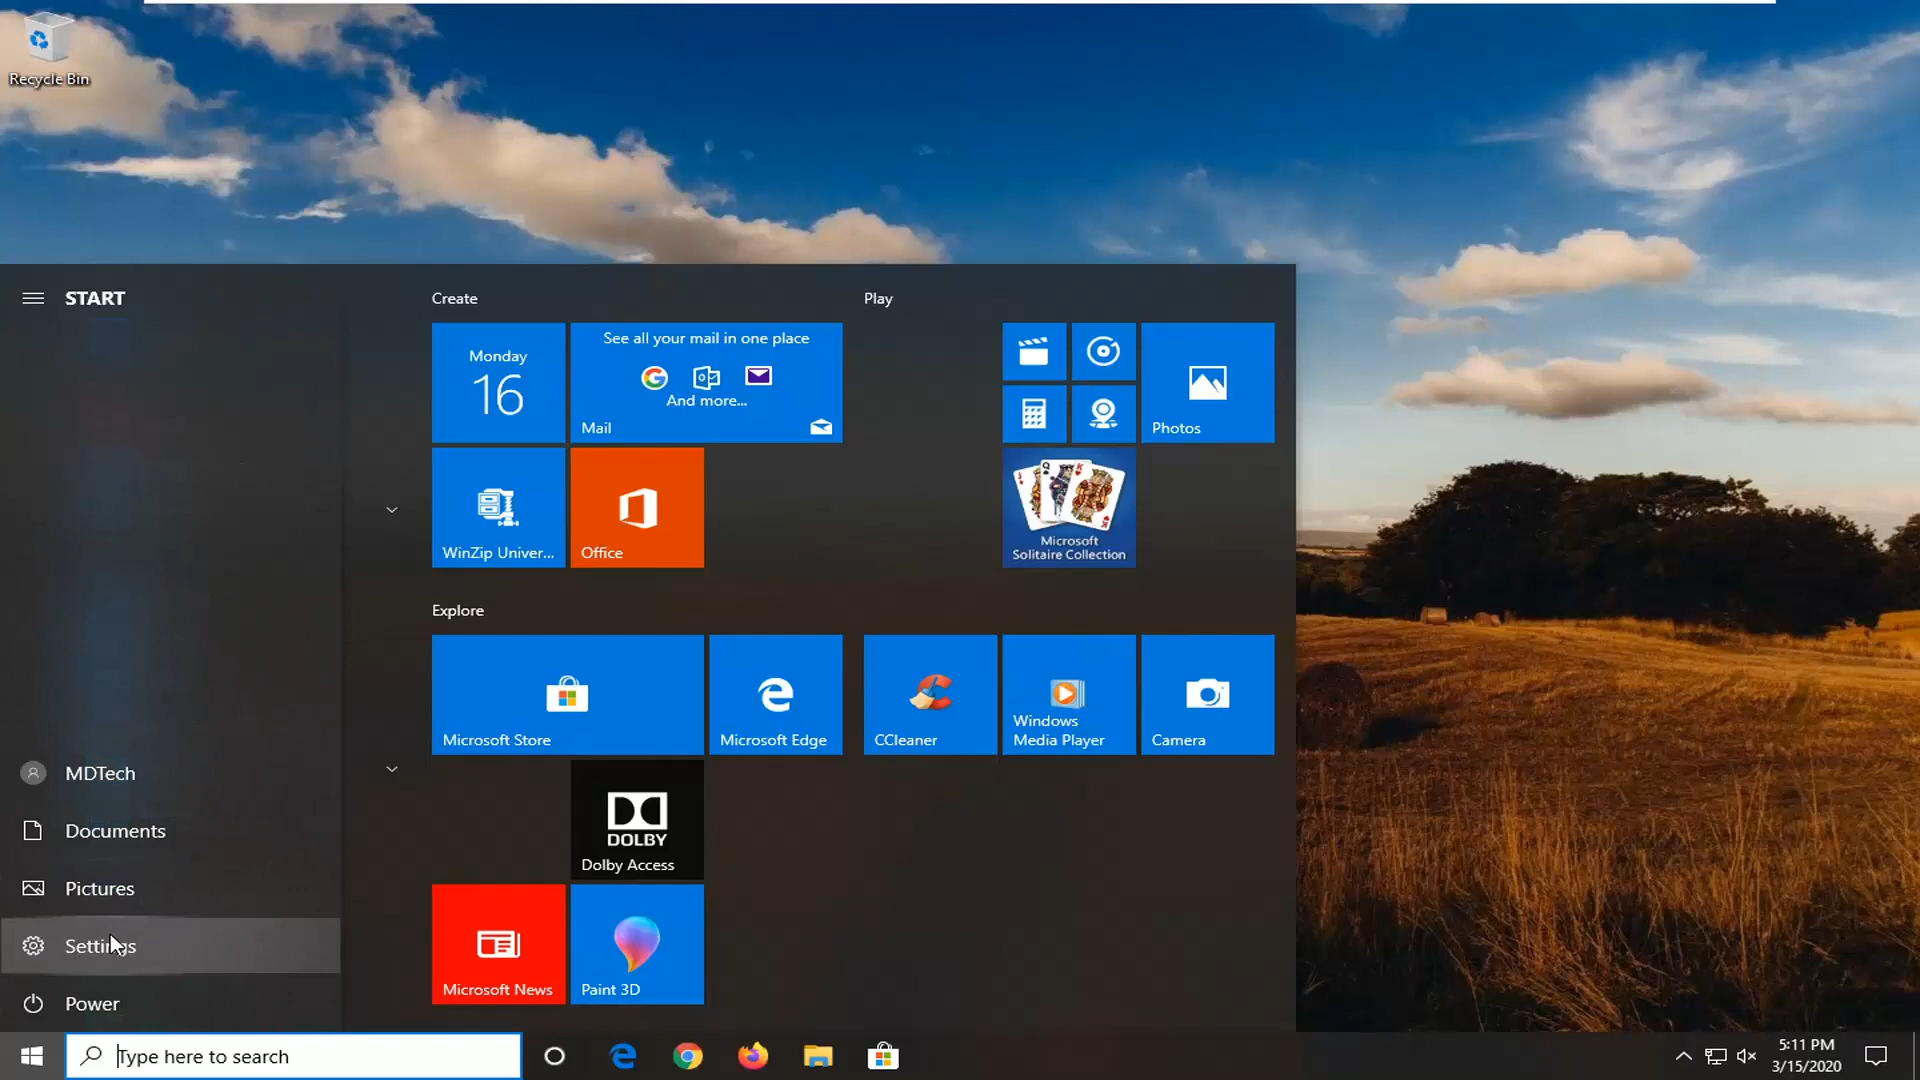 Recycle Bin
START
Create
Play
Monday
16
See all your mail in one place
And more...
Mail
Photos
WinZip Univer...
Office
Microsoft
Solitaire Collection
Explore
Microsoft Store
Microsoft Edge
CCleaner
Windows
Media Player
Camera
MDTech
Documents
Pictures
Settings
Power
DOLBY
Dolby Access
Microsoft News
Paint 3D
Type here to search
5:11 PM
3/15/2020